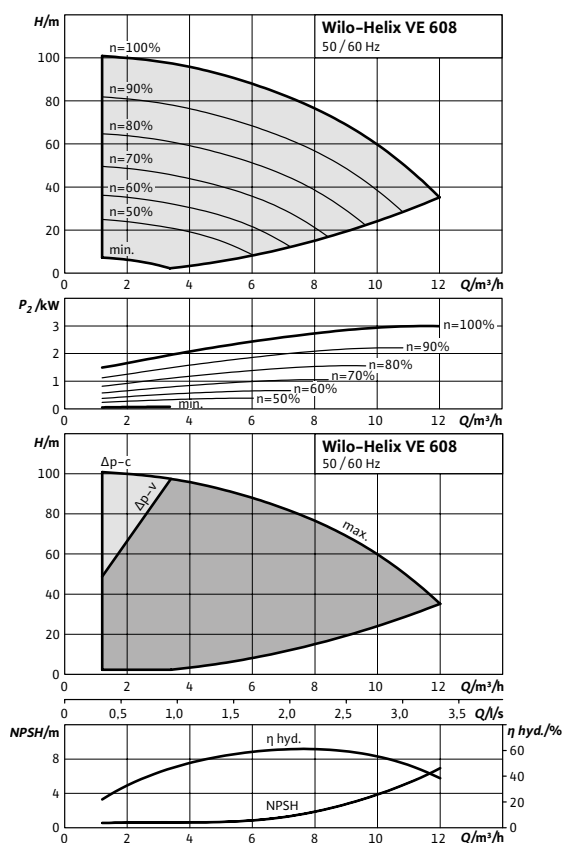 H/m
Wilo-Helix VE 608
50 / 60 Hz
n=100%
100
n=90%
80
n=80%
60
n=70%
n=60%
40
n=50%
20
min.
0
0 2 4 6 8 10 12 Q/m³/h
P₂/kW
3
n=100%
2
n=90%
n=80%
1
n=70%
n=60%
n=50%
min.
0
0 2 4 6 8 10 12 Q/m³/h
H/m
Wilo-Helix VE 608
50 / 60 Hz
Δp-c
100
Δp-v
max.
80
60
40
20
0
0 2 4 6 8 10 12 Q/m³/h
0 0,5 1,0 1,5 2,0 2,5 3,0 3,5 Q/l/s
NPSH/m
η hyd./%
η hyd.
8
60
40
4
NPSH
20
0
0
0 2 4 6 8 10 12 Q/m³/h